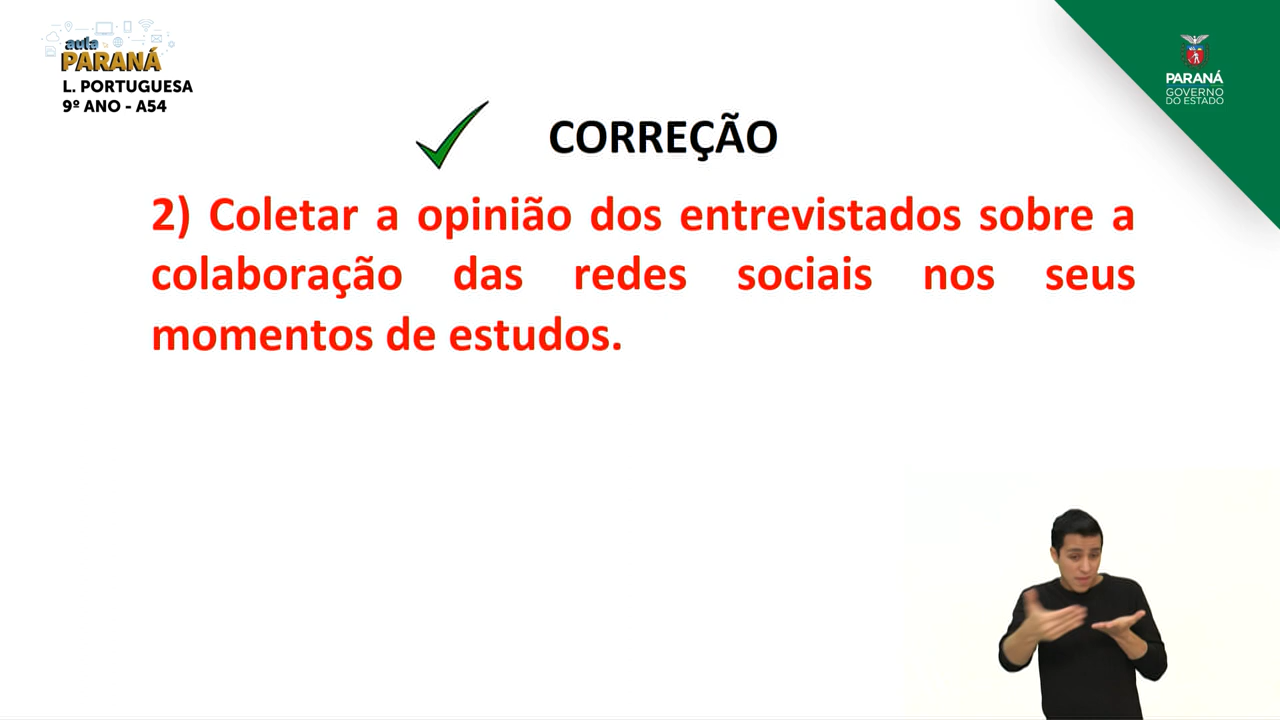 aula
PARANÁ
L. PORTUGUESA
9º ANO - A54
PARANÁ
GOVERNO
DO ESTADO
CORREÇÃO
2) Coletar a opinião dos entrevistados sobre a
colaboração das redes sociais nos seus
momentos de estudos.